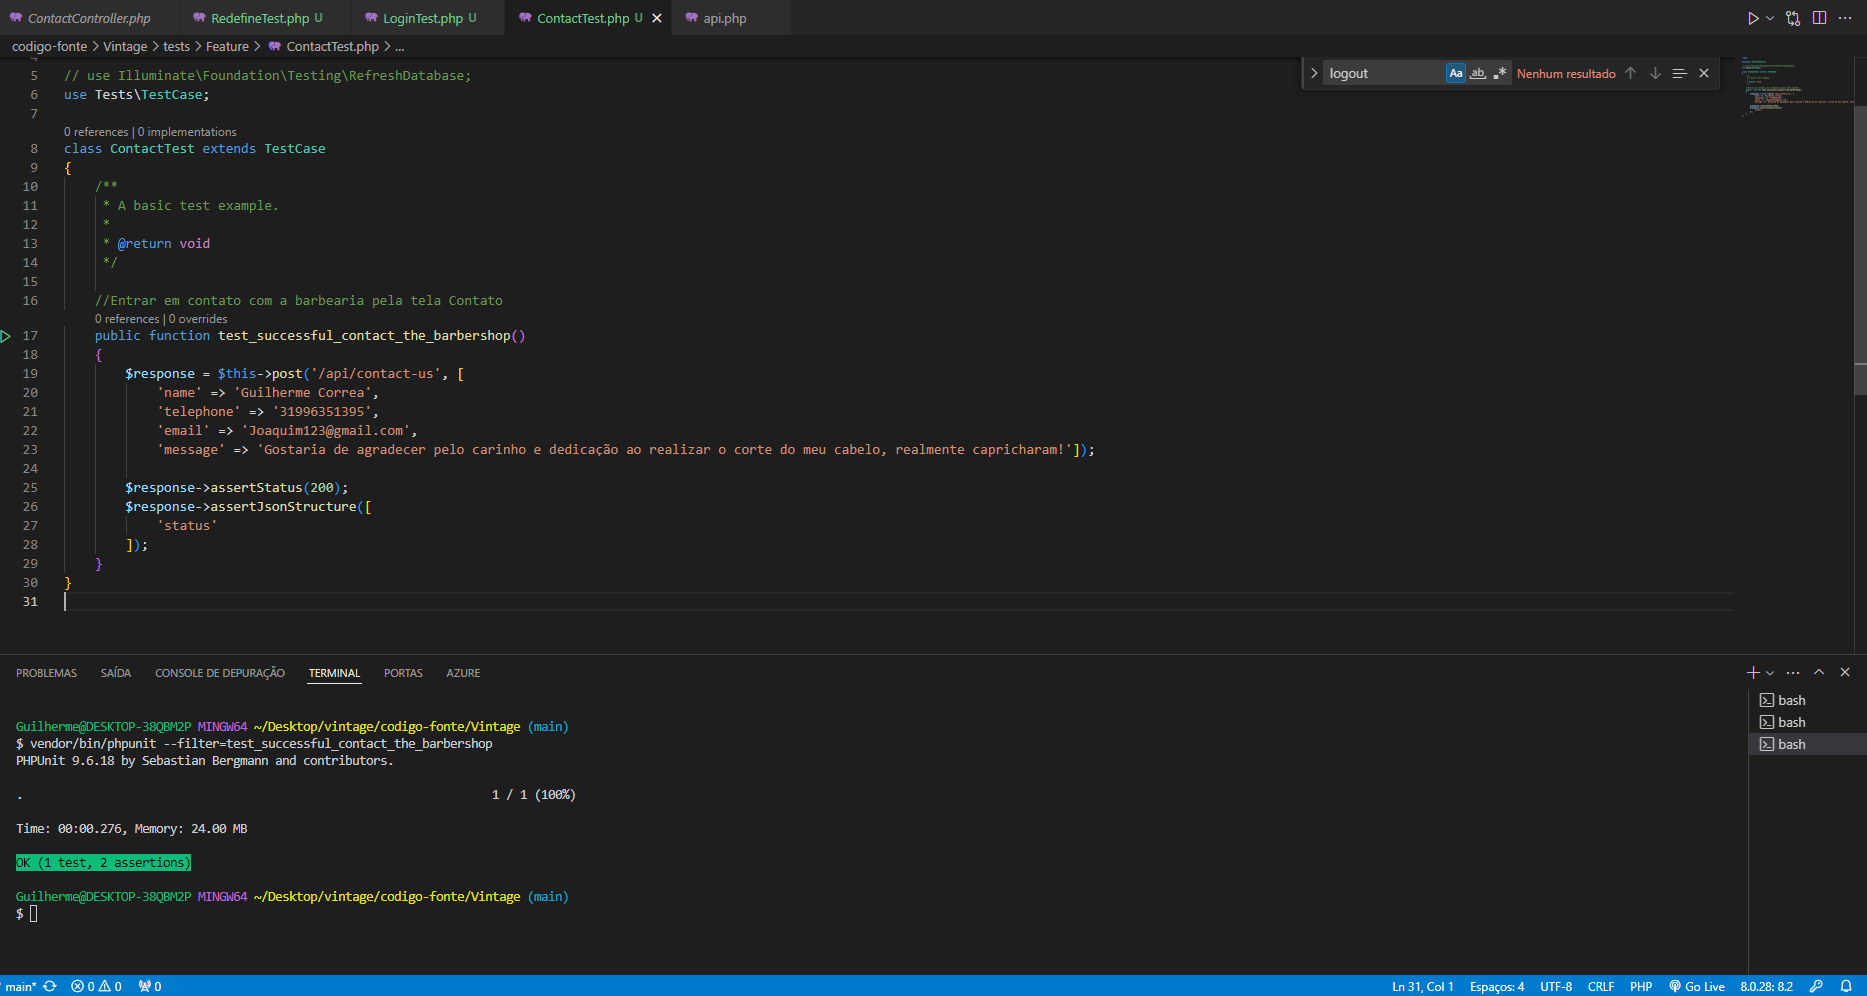 ContactController.php
RedefineTest.php U
LoginTest.php U
ContactTest.php U
api.php
codigo-fonte > Vintage > tests > Feature > ContactTest.php > ...
logout
Aa
ab
Nenhum resultado
4
5 // use Illuminate\Foundation\Testing\RefreshDatabase;
6 use Tests\TestCase;
7
0 references | 0 implementations
8 class ContactTest extends TestCase
9 {
10 /**
11 * A basic test example.
12 *
13 * @return void
14 */
15
16 //Entrar em contato com a barbearia pela tela Contato
0 references | 0 overrides
17 public function test_successful_contact_the_barbershop()
18 {
19 $response = $this->post('/api/contact-us', [
20 'name' => 'Guilherme Correa',
21 'telephone' => '31996351395',
22 'email' => 'Joaquim123@gmail.com',
23 'message' => 'Gostaria de agradecer pelo carinho e dedicação ao realizar o corte do meu cabelo, realmente capricharam!']);
24
25 $response->assertStatus(200);
26 $response->assertJsonStructure([
27 'status'
28 ]);
29 }
30 }
31
PROBLEMAS SAÍDA CONSOLE DE DEPURAÇÃO TERMINAL PORTAS AZURE
Guilherme@DESKTOP-38QBM2P MINGW64 ~/Desktop/vintage/codigo-fonte/Vintage (main)
$ vendor/bin/phpunit --filter=test_successful_contact_the_barbershop
PHPUnit 9.6.18 by Sebastian Bergmann and contributors.
. 1 / 1 (100%)
Time: 00:00.276, Memory: 24.00 MB
OK (1 test, 2 assertions)
Guilherme@DESKTOP-38QBM2P MINGW64 ~/Desktop/vintage/codigo-fonte/Vintage (main)
$
bash
bash
bash
main* 0 0 0
Ln 31, Col 1 Espaços: 4 UTF-8 CRLF PHP Go Live 8.0.28: 8.2